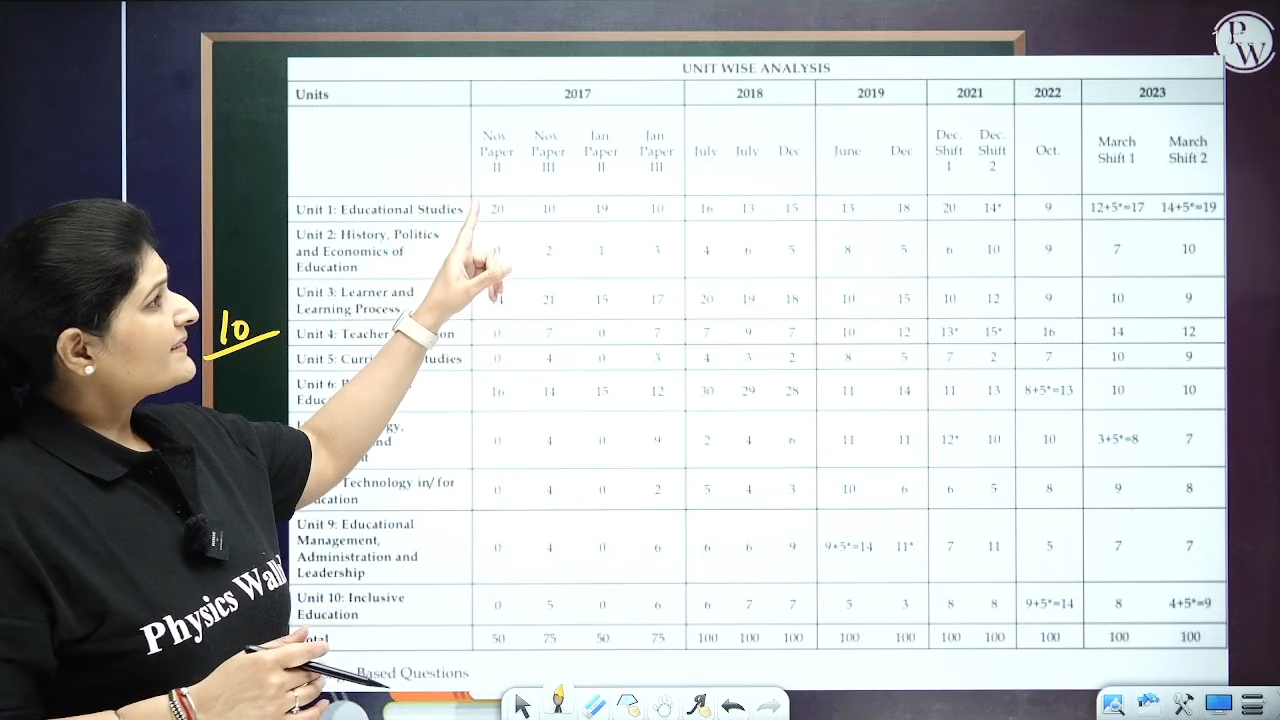 PW
UNIT WISE ANALYSIS
Units 2017 2018 2019 2021 2022 2023
Nov. Paper II Nov. Paper III Jan. Paper II Jan. Paper III July July Dec. June Dec Dec. Shift 1 Dec. Shift 2 Oct. March Shift 1 March Shift 2
Unit 1: Educational Studies 20 10 19 10 16 13 15 13 18 20 14* 9 12+5*=17 14+5*=19
Unit 2: History, Politics
and Economics of 0 2 1 3 4 6 5 8 5 6 10 9 7 10
Education
Unit 3: Learner and
Learning Process 21 15 17 20 19 18 10 15 10 12 9 10 9
10
Unit 4: Teacher 0 7 0 7 7 9 7 10 12 13* 15* 16 14 12
Unit 5: 0 4 0 3 4 3 2 8 5 7 2 7 10 9
Unit 6: 16 14 15 12 30 29 28 11 14 11 13 8+5*=13 10 10
0 4 0 9 2 4 6 11 11 12* 10 10 3+5*=8 7
Technology in/for 0 4 0 2 5 4 3 10 6 6 5 8 9 8
Unit 9: Educational
Management,
Administration and 0 4 0 6 6 6 9 9+5*=14 11* 7 11 5 7 7
Leadership
Unit 10: Inclusive
Education 0 5 0 6 6 7 7 5 3 8 8 9+5*=14 8 4+5*=9
50 75 50 75 100 100 100 100 100 100 100 100 100 100
Based Questions
Physics Wallah